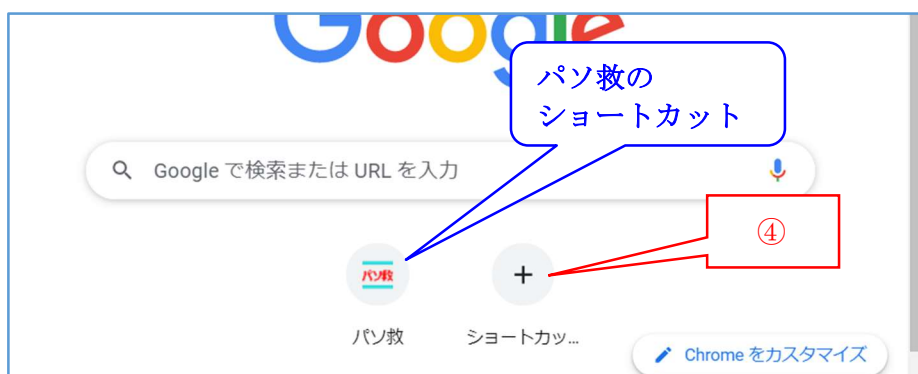 Google
パソ救の
ショートカット
Google で検索または URL を入力
④
パソ救
パソ救
ショートカッ...
Chrome をカスタマイズ